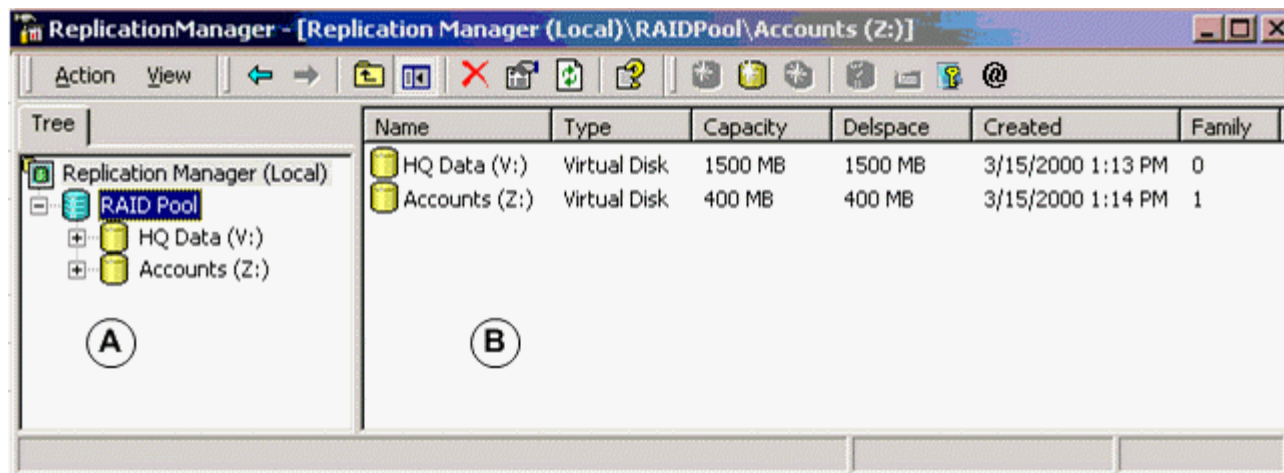 ReplicationManager - [Replication Manager (Local)\RAIDPool\Accounts (Z:)]
Action View
Tree
Replication Manager (Local)
RAID Pool
HQ Data (V:)
Accounts (Z:)
A
Name Type Capacity Delspace Created Family
HQ Data (V:) Virtual Disk 1500 MB 1500 MB 3/15/2000 1:13 PM 0
Accounts (Z:) Virtual Disk 400 MB 400 MB 3/15/2000 1:14 PM 1
B